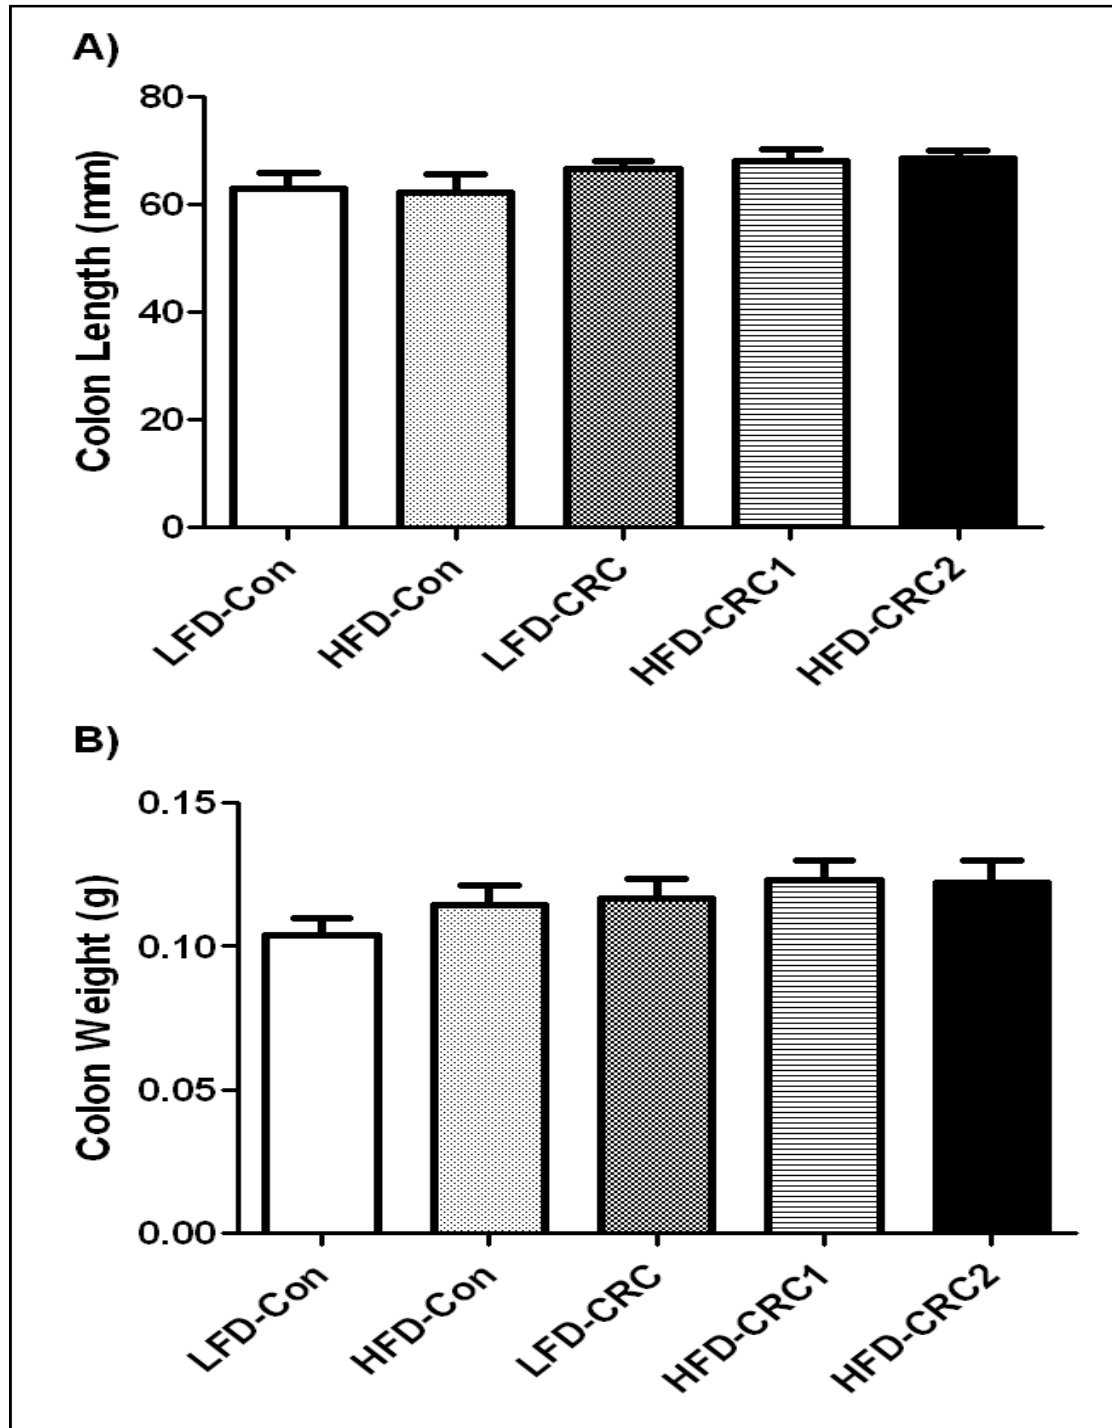 A)
Colon Length (mm)
80
60
40
20
0
LFD-Con
HFD-Con
LFD-CRC
HFD-CRC1
HFD-CRC2
B)
Colon Weight (g)
0.15
0.10
0.05
0.00
LFD-Con
HFD-Con
LFD-CRC
HFD-CRC1
HFD-CRC2